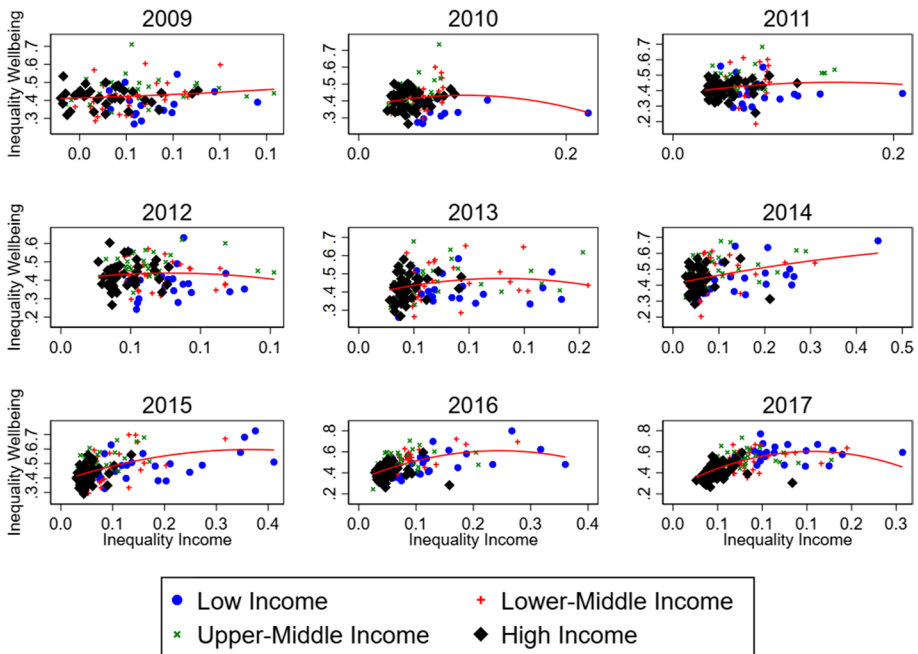 2009 2010 2011
Inequality Wellbeing
.3 .4 .5 .6 .7
.3 .4 .5 .6 .7
.2 .3 .4 .5 .6 .7
0.0 0.1 0.1 0.1 0.1
0.0 0.2
0.0 0.2
2012 2013 2014
Inequality Wellbeing
.2 .3 .4 .5 .6
.3 .4 .5 .6 .7
.2 .3 .4 .5 .6 .7
0.0 0.1 0.1 0.1
0.0 0.1 0.1 0.2
0.0 0.1 0.2 0.3 0.5
2015 2016 2017
Inequality Wellbeing
.3 .4 .5 .6 .7
.2 .4 .6 .8
.2 .4 .6 .8
0.0 0.1 0.2 0.3 0.4
0.0 0.1 0.2 0.3 0.4
0.0 0.1 0.1 0.2 0.2 0.3
Inequality Income Inequality Income Inequality Income
Low Income Lower-Middle Income
Upper-Middle Income High Income